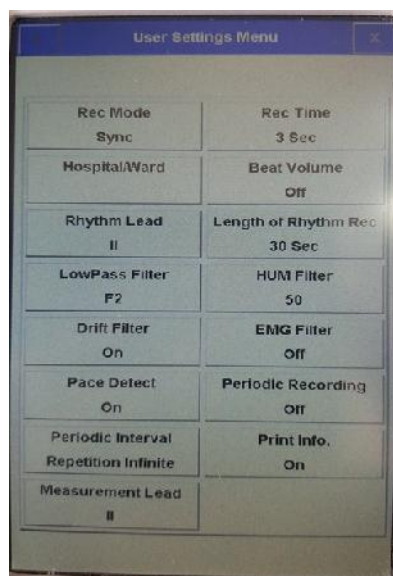 User Settings Menu X
Rec Mode Rec Time
Sync 3 Sec
Hospital/Ward Beat Volume
Off
Rhythm Lead Length of Rhythm Rec
II 30 Sec
LowPass Filter HUM Filter
F2 50
Drift Filter EMG Filter
On Off
Pace Detect Periodic Recording
On Off
Periodic Interval Print Info.
Repetition Infinite On
Measurement Lead
II